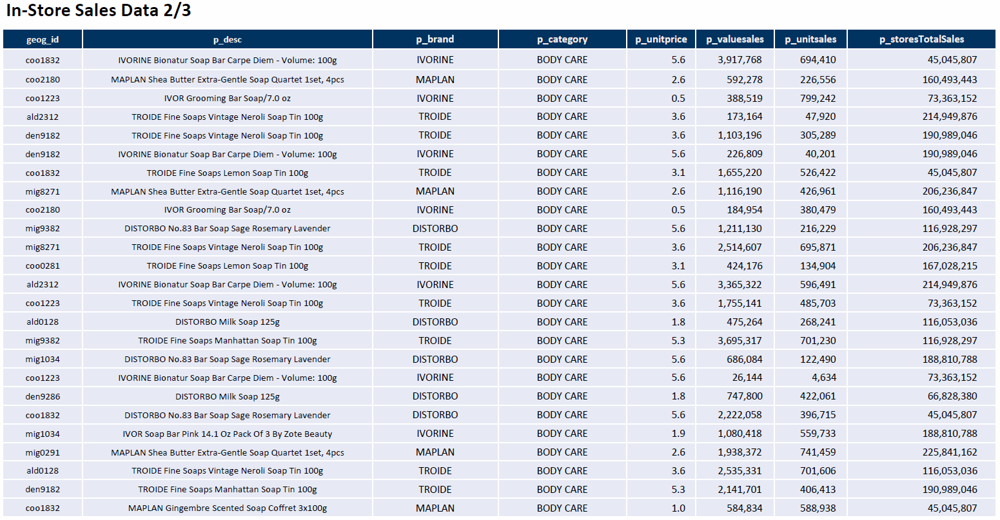 In-Store Sales Data 2/3
geog_id p_desc p_brand p_category p_unitprice p_valuesales p_unitsales p_storesTotalSales
coo1832 IVORINE Bionatur Soap Bar Carpe Diem - Volume: 100g IVORINE BODY CARE 5.6 3,917,768 694,410 45,045,807
coo2180 MAPLAN Shea Butter Extra-Gentle Soap Quartet 1set, 4pcs MAPLAN BODY CARE 2.6 592,278 226,556 160,493,443
coo1223 IVOR Grooming Bar Soap/7.0 oz IVORINE BODY CARE 0.5 388,519 799,242 73,363,152
ald2312 TROIDE Fine Soaps Vintage Neroli Soap Tin 100g TROIDE BODY CARE 3.6 173,164 47,920 214,949,876
den9182 TROIDE Fine Soaps Vintage Neroli Soap Tin 100g TROIDE BODY CARE 3.6 1,103,196 305,289 190,989,046
den9182 IVORINE Bionatur Soap Bar Carpe Diem - Volume: 100g IVORINE BODY CARE 5.6 226,809 40,201 190,989,046
coo1832 TROIDE Fine Soaps Lemon Soap Tin 100g TROIDE BODY CARE 3.1 1,655,220 526,422 45,045,807
mig8271 MAPLAN Shea Butter Extra-Gentle Soap Quartet 1set, 4pcs MAPLAN BODY CARE 2.6 1,116,190 426,961 206,236,847
coo2180 IVOR Grooming Bar Soap/7.0 oz IVORINE BODY CARE 0.5 184,954 380,479 160,493,443
mig9382 DISTORBO No.83 Bar Soap Sage Rosemary Lavender DISTORBO BODY CARE 5.6 1,211,130 216,229 116,928,297
mig8271 TROIDE Fine Soaps Vintage Neroli Soap Tin 100g TROIDE BODY CARE 3.6 2,514,607 695,871 206,236,847
coo0281 TROIDE Fine Soaps Lemon Soap Tin 100g TROIDE BODY CARE 3.1 424,176 134,904 167,028,215
ald2312 IVORINE Bionatur Soap Bar Carpe Diem - Volume: 100g IVORINE BODY CARE 5.6 3,365,322 596,491 214,949,876
coo1223 TROIDE Fine Soaps Vintage Neroli Soap Tin 100g TROIDE BODY CARE 3.6 1,755,141 485,703 73,363,152
ald0128 DISTORBO Milk Soap 125g DISTORBO BODY CARE 1.8 475,264 268,241 116,053,036
mig9382 TROIDE Fine Soaps Manhattan Soap Tin 100g TROIDE BODY CARE 5.3 3,695,317 701,230 116,928,297
mig1034 DISTORBO No.83 Bar Soap Sage Rosemary Lavender DISTORBO BODY CARE 5.6 686,084 122,490 188,810,788
coo1223 IVORINE Bionatur Soap Bar Carpe Diem - Volume: 100g IVORINE BODY CARE 5.6 26,144 4,634 73,363,152
den9286 DISTORBO Milk Soap 125g DISTORBO BODY CARE 1.8 747,800 422,061 66,828,380
coo1832 DISTORBO No.83 Bar Soap Sage Rosemary Lavender DISTORBO BODY CARE 5.6 2,222,058 396,715 45,045,807
mig1034 IVOR Soap Bar Pink 14.1 Oz Pack Of 3 By Zote Beauty IVORINE BODY CARE 1.9 1,080,418 559,733 188,810,788
mig0291 MAPLAN Shea Butter Extra-Gentle Soap Quartet 1set, 4pcs MAPLAN BODY CARE 2.6 1,938,372 741,459 225,841,162
ald0128 TROIDE Fine Soaps Vintage Neroli Soap Tin 100g TROIDE BODY CARE 3.6 2,535,331 701,606 116,053,036
den9182 TROIDE Fine Soaps Manhattan Soap Tin 100g TROIDE BODY CARE 5.3 2,141,701 406,413 190,989,046
coo1832 MAPLAN Gingembre Scented Soap Coffret 3x100g MAPLAN BODY CARE 1.0 584,834 588,938 45,045,807